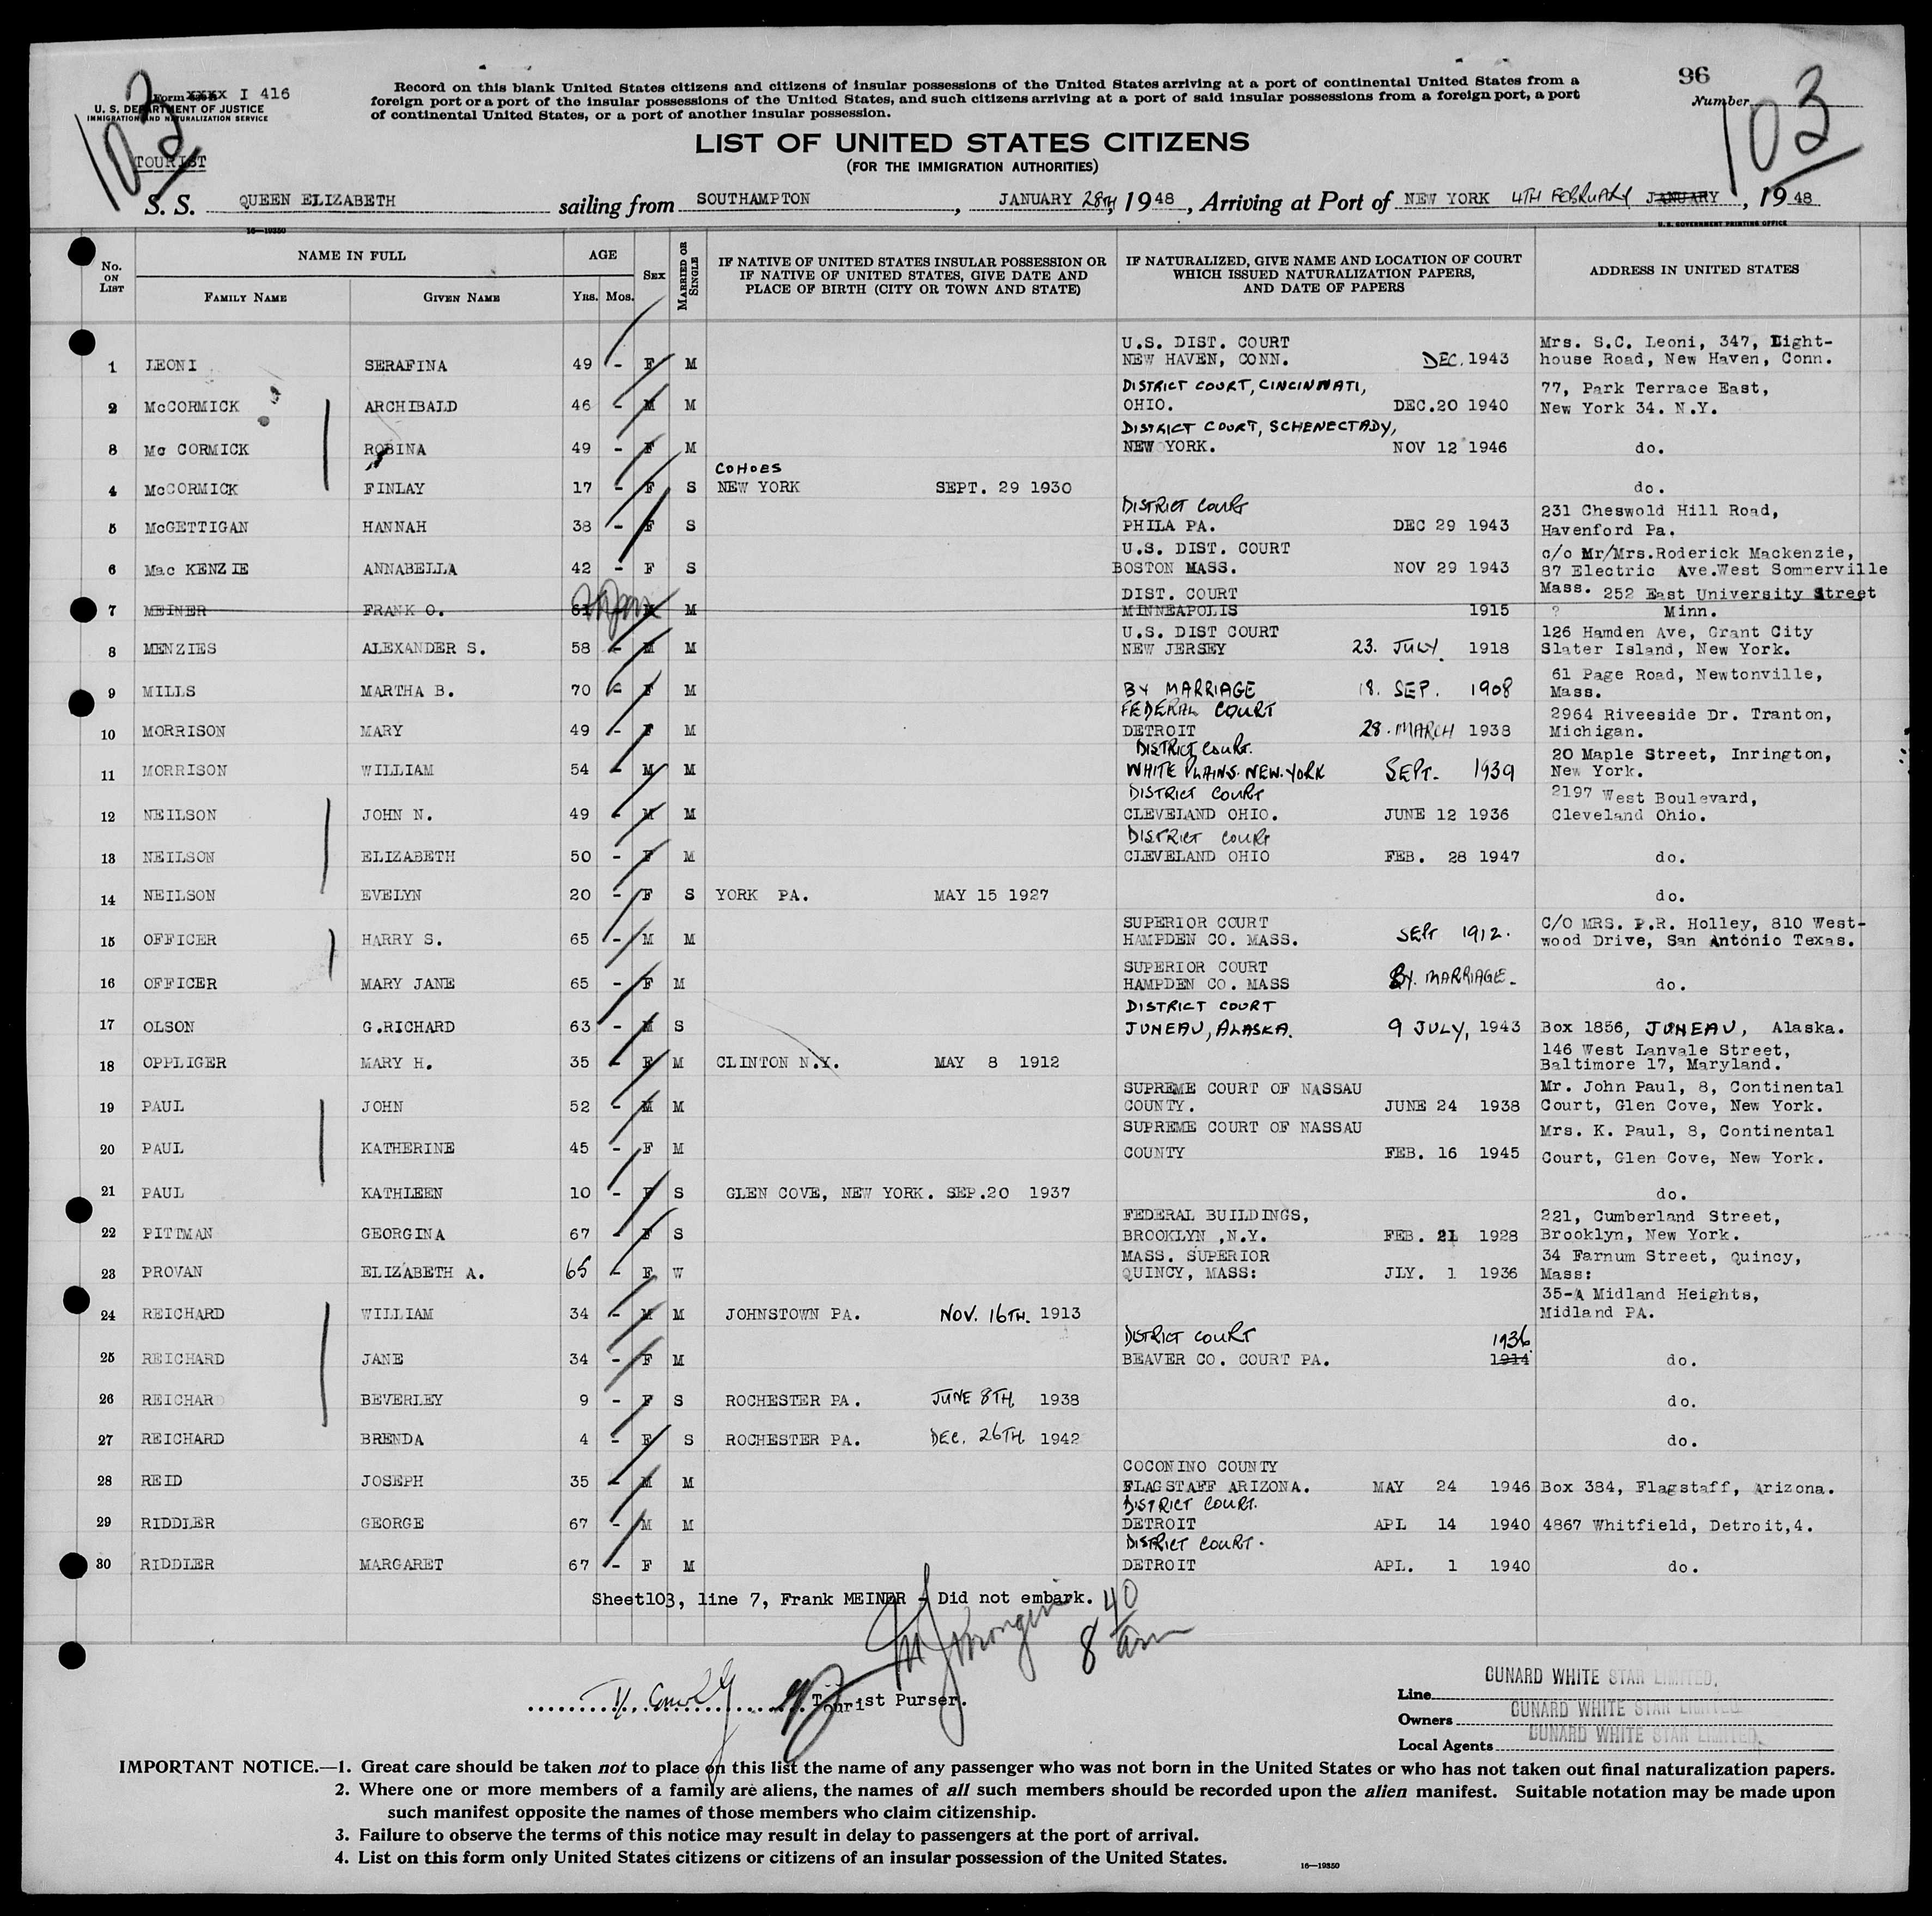 Form XXXX I 416
U. S. DEPARTMENT OF JUSTICE
IMMIGRATION AND NATURALIZATION SERVICE
103
TOURIST
Record on this blank United States citizens and citizens of insular possessions of the United States arriving at a port of continental United States from a
foreign port or a port of the insular possessions of the United States, and such citizens arriving at a port of said insular possessions from a foreign port, a port
of continental United States, or a port of another insular possession.
96
Number
103
LIST OF UNITED STATES CITIZENS
(FOR THE IMMIGRATION AUTHORITIES)
S. S. QUEEN ELIZABETH sailing from SOUTHAMPTON , JANUARY 28TH, 1948, Arriving at Port of NEW YORK 4TH FEBRUARY JANUARY, 1948
16—19350
U. S. GOVERNMENT PRINTING OFFICE
No. ON LIST
NAME IN FULL
FAMILY NAME
GIVEN NAME
AGE
YRS. MOS.
SEX
MARRIED OR SINGLE
IF NATIVE OF UNITED STATES INSULAR POSSESSION OR
IF NATIVE OF UNITED STATES, GIVE DATE AND
PLACE OF BIRTH (CITY OR TOWN AND STATE)
IF NATURALIZED, GIVE NAME AND LOCATION OF COURT
WHICH ISSUED NATURALIZATION PAPERS,
AND DATE OF PAPERS
ADDRESS IN UNITED STATES
U.S. DIST. COURT Mrs. S.C. Leoni, 347, Light-
1 LEONI SERAFINA 49 - F M NEW HAVEN, CONN. DEC. 1943 house Road, New Haven, Conn.
DISTRICT COURT, CINCINNATI, 77, Park Terrace East,
2 McCORMICK ARCHIBALD 46 - M M OHIO. DEC.20 1940 New York 34. N.Y.
DISTRICT COURT, SCHENECTADY,
3 Mc CORMICK ROBINA 49 - F M NEW YORK. NOV 12 1946 do.
COHOES
4 McCORMICK FINLAY 17 - F S NEW YORK SEPT. 29 1930 do.
DISTRICT COURT 231 Cheswold Hill Road,
5 McGETTIGAN HANNAH 38 - F S PHILA PA. DEC 29 1943 Havenford Pa.
U.S. DIST. COURT c/o Mr/Mrs.Roderick Mackenzie,
6 Mac KENZIE ANNABELLA 42 - F S BOSTON MASS. NOV 29 1943 87 Electric Ave.West Sommerville
DIST. COURT Mass. 252 East University Street
7 MEINER FRANK O. 61 - M M MINNEAPOLIS 1915 ? Minn.
U.S. DIST COURT 126 Hamden Ave, Grant City
8 MENZIES ALEXANDER S. 58 - M M NEW JERSEY 23. JULY. 1918 Slater Island, New York.
61 Page Road, Newtonville,
9 MILLS MARTHA B. 70 - F M BY MARRIAGE 18. SEP. 1908 Mass.
FEDERAL COURT 2964 Riveeside Dr. Tranton,
10 MORRISON MARY 49 - F M DETROIT 28. MARCH 1938 Michigan.
DISTRICT COURT. 20 Maple Street, Inrington,
11 MORRISON WILLIAM 54 - M M WHITE PLAINS. NEW. YORK SEPT. 1939 New York.
DISTRICT COURT 2197 West Boulevard,
12 NEILSON JOHN N. 49 - M M CLEVELAND OHIO. JUNE 12 1936 Cleveland Ohio.
DISTRICT COURT
13 NEILSON ELIZABETH 50 - F M CLEVELAND OHIO FEB. 28 1947 do.
14 NEILSON EVELYN 20 - F S YORK PA. MAY 15 1927 do.
SUPERIOR COURT C/O MRS. P.R. Holley, 810 West-
15 OFFICER HARRY S. 65 - M M HAMPDEN CO. MASS. SEPT 1912. wood Drive, San Antonio Texas.
SUPERIOR COURT
16 OFFICER MARY JANE 65 - F M HAMPDEN CO. MASS BY. MARRIAGE- do.
DISTRICT COURT
17 OLSON G.RICHARD 63 - M S JUNEAU, ALASKA. 9 JULY, 1943 Box 1856, JUNEAU, Alaska.
146 West Lanvale Street,
18 OPPLIGER MARY H. 35 - F M CLINTON N.Y. MAY 8 1912 Baltimore 17, Maryland.
SUPREME COURT OF NASSAU Mr. John Paul, 8, Continental
19 PAUL JOHN 52 - M M COUNTY. JUNE 24 1938 Court, Glen Cove, New York.
SUPREME COURT OF NASSAU Mrs. K. Paul, 8, Continental
20 PAUL KATHERINE 45 - F M COUNTY FEB. 16 1945 Court, Glen Cove, New York.
21 PAUL KATHLEEN 10 - F S GLEN COVE, NEW YORK. SEP.20 1937 do.
FEDERAL BUILDINGS, 221, Cumberland Street,
22 PITTMAN GEORGINA 67 - F S BROOKLYN ,N.Y. FEB. 21 1928 Brooklyn, New York.
MASS. SUPERIOR 34 Farnum Street, Quincy,
23 PROVAN ELIZABETH A. 65 - F W QUINCY, MASS: JLY. 1 1936 Mass:
35-A Midland Heights,
24 REICHARD WILLIAM 34 - M M JOHNSTOWN PA. NOV. 16TH. 1913 Midland PA.
DISTRICT COURT 1936
25 REICHARD JANE 34 - F M BEAVER CO. COURT PA. 1914 do.
26 REICHAR BEVERLEY 9 - F S ROCHESTER PA. JUNE 8TH. 1938 do.
27 REICHARD BRENDA 4 - F S ROCHESTER PA. DEC. 26TH. 1942 do.
COCONINO COUNTY
28 REID JOSEPH 35 - M M FLAGSTAFF ARIZONA. MAY 24 1946 Box 384, Flagstaff, Arizona.
DISTRICT COURT.
29 RIDDLER GEORGE 67 - M M DETROIT APL 14 1940 4867 Whitfield, Detroit,4.
DISTRICT COURT.
30 RIDDLER MARGARET 67 - F M DETROIT APL. 1 1940 do.
Sheet103, line 7, Frank MEINER - Did not embark.
8 40 am
Tourist Purser.
Line CUNARD WHITE STAR LIMITED.
Owners CUNARD WHITE STAR LIMITED.
Local Agents CUNARD WHITE STAR LIMITED.
IMPORTANT NOTICE.—1. Great care should be taken not to place on this list the name of any passenger who was not born in the United States or who has not taken out final naturalization papers.
2. Where one or more members of a family are aliens, the names of all such members should be recorded upon the alien manifest. Suitable notation may be made upon
such manifest opposite the names of those members who claim citizenship.
3. Failure to observe the terms of this notice may result in delay to passengers at the port of arrival.
4. List on this form only United States citizens or citizens of an insular possession of the United States.
16—19350